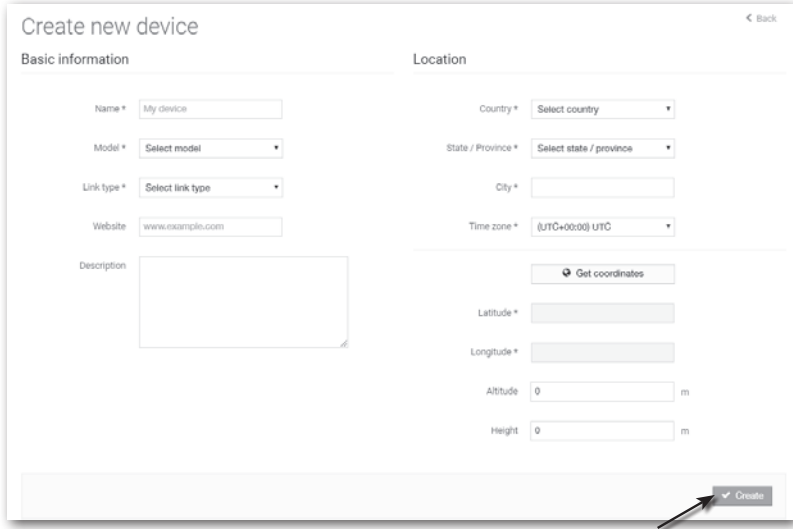 Create new device
Back
Basic information
Name *
My device
Model *
Select model
Link type *
Select link type
Website
www.example.com
Description
Location
Country *
Select country
State / Province *
Select state / province
City *
Time zone *
(UTČ+00:00) UTČ
Get coordinates
Latitude *
Longitude *
Altitude
0
m
Height
0
m
Create